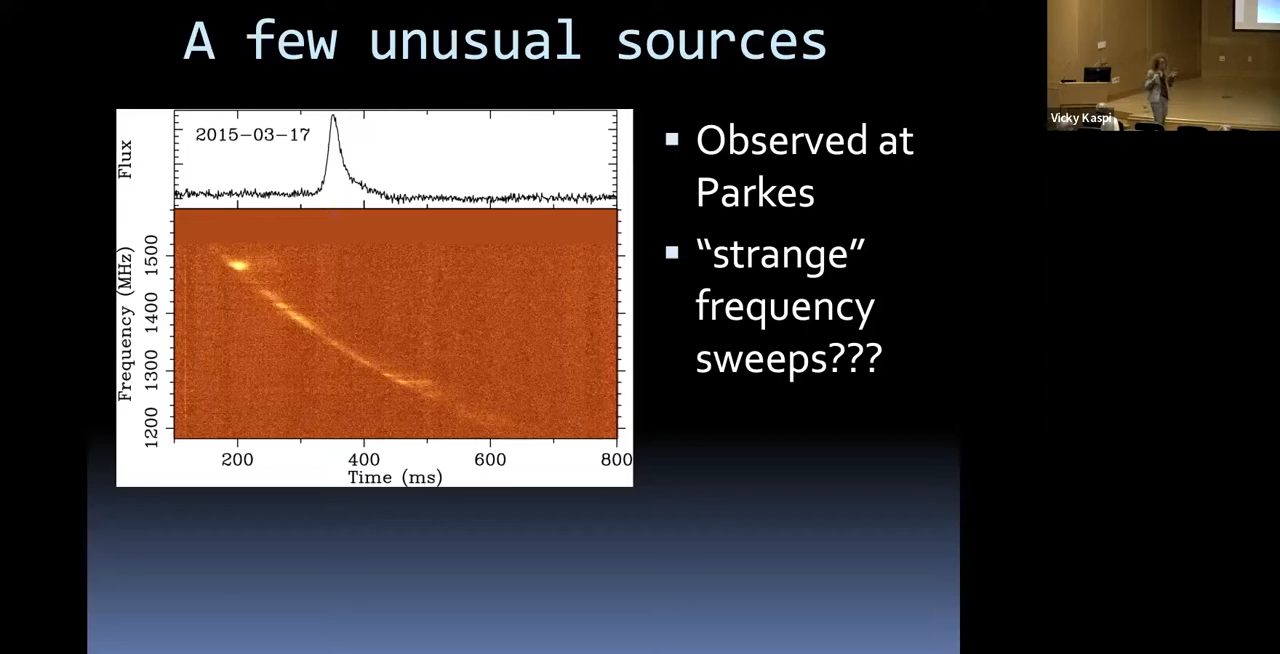 A few unusual sources
Vicky Kaspi
2015-03-17
Flux
Frequency (MHz)
1500
1400
1300
1200
200 400 600 800
Time (ms)
Observed at
Parkes
“strange”
frequency
sweeps???